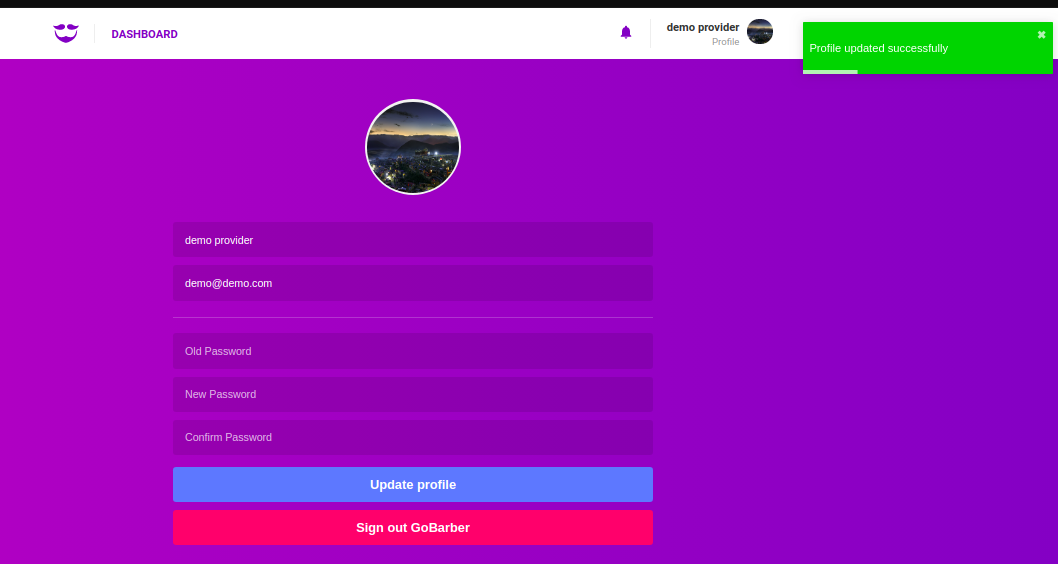 DASHBOARD
demo provider
Profile
Profile updated successfully
demo provider
demo@demo.com
Old Password
New Password
Confirm Password
Update profile
Sign out GoBarber